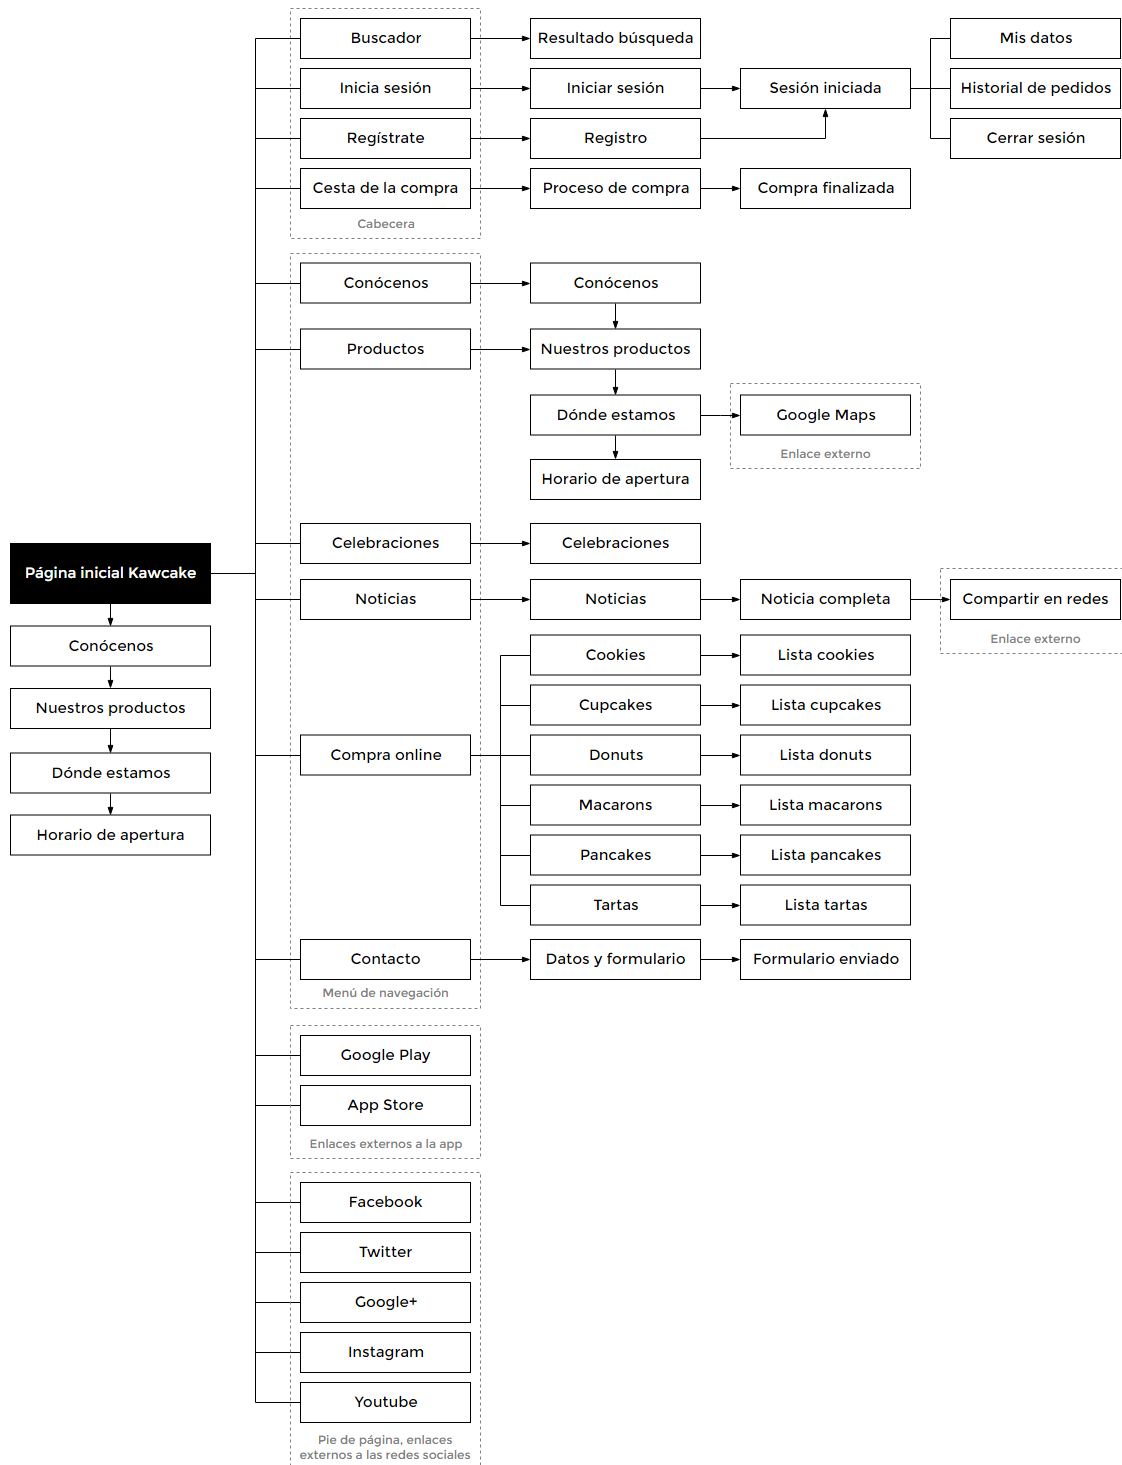 Buscador
Resultado búsqueda
Mis datos
Inicia sesión
Iniciar sesión
Sesión iniciada
Historial de pedidos
Regístrate
Registro
Cerrar sesión
Cesta de la compra
Proceso de compra
Compra finalizada
Cabecera
Conócenos
Conócenos
Productos
Nuestros productos
Dónde estamos
Google Maps
Enlace externo
Horario de apertura
Celebraciones
Celebraciones
Página inicial Kawcake
Conócenos
Nuestros productos
Dónde estamos
Horario de apertura
Noticias
Noticias
Noticia completa
Compartir en redes
Enlace externo
Compra online
Cookies
Lista cookies
Cupcakes
Lista cupcakes
Donuts
Lista donuts
Macarons
Lista macarons
Pancakes
Lista pancakes
Tartas
Lista tartas
Contacto
Datos y formulario
Formulario enviado
Menú de navegación
Google Play
App Store
Enlaces externos a la app
Facebook
Twitter
Google+
Instagram
Youtube
Pie de página, enlaces
externos a las redes sociales